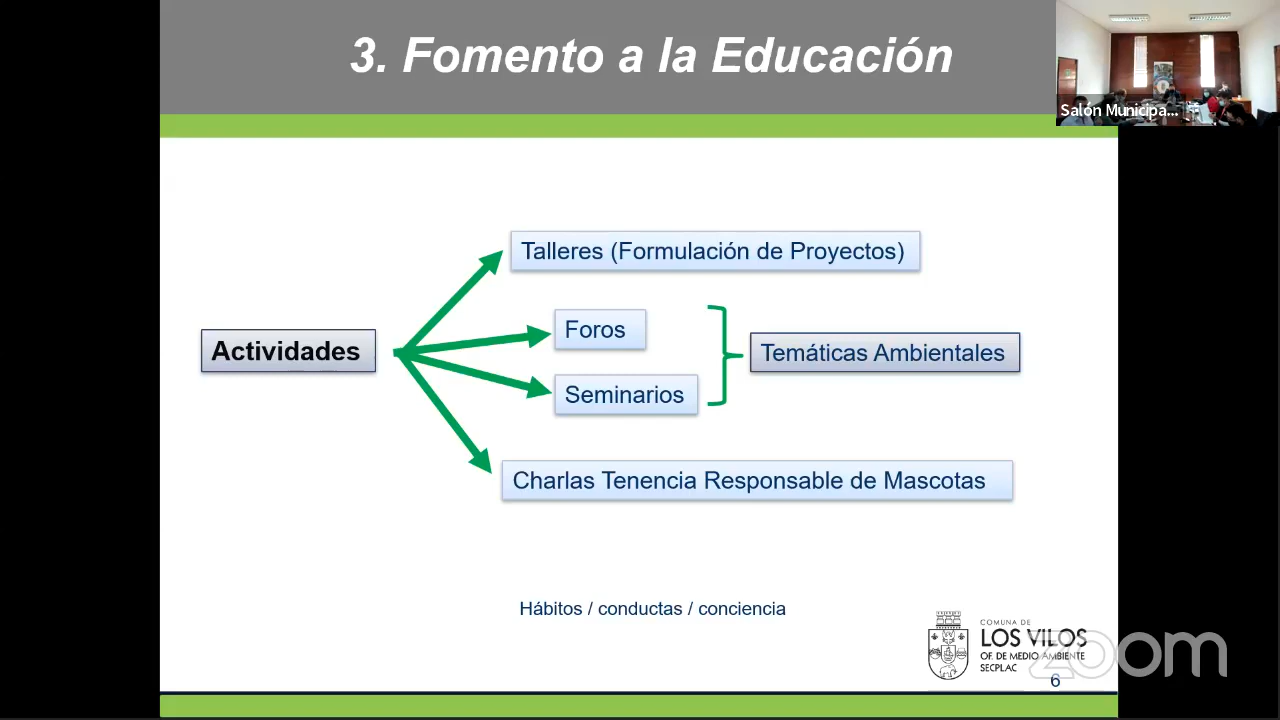 3. Fomento a la Educación
Salón Municipa...
Talleres (Formulación de Proyectos)
Foros
Actividades
Temáticas Ambientales
Seminarios
Charlas Tenencia Responsable de Mascotas
Hábitos / conductas / conciencia
COMUNA DE
LOS VILOS
OF. DE MEDIO AMBIENTE
SECPLAC
zoom
6